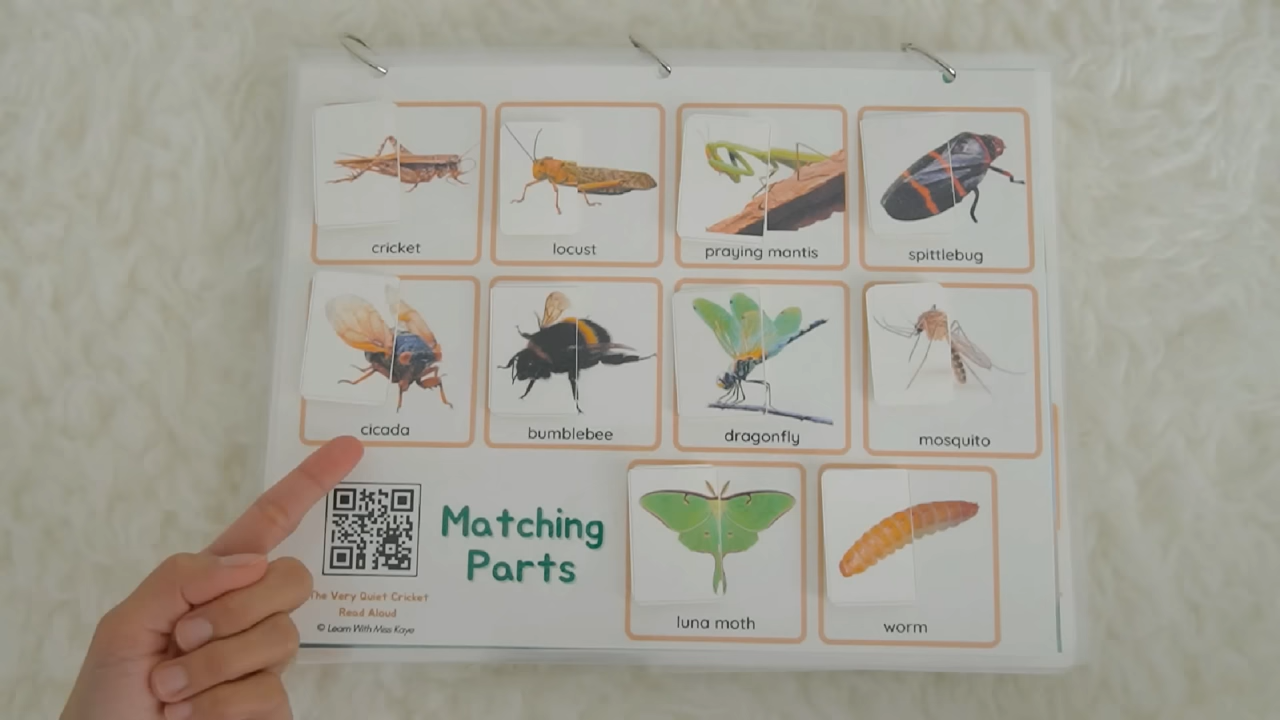 cricket
locust
praying mantis
spittlebug
cicada
bumblebee
dragonfly
mosquito
luna moth
worm
Matching
Parts
The Very Quiet Cricket
Read Aloud
© Learn With Miss Kaye